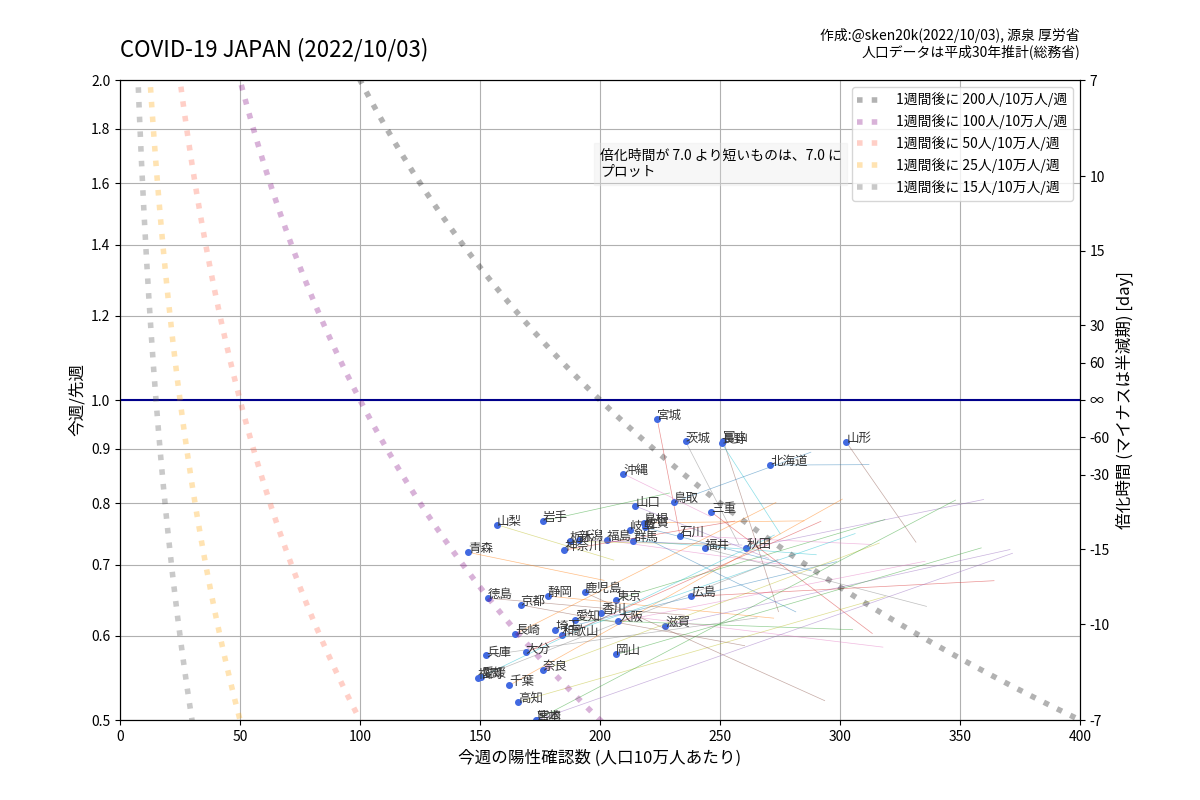 COVID-19 JAPAN (2022/10/03)
作成:@sken20k(2022/10/03), 源泉 厚労省
人口データは平成30年推計(総務省)
1週間後に 200人/10万人/週
1週間後に 100人/10万人/週
1週間後に 50人/10万人/週
1週間後に 25人/10万人/週
1週間後に 15人/10万人/週
倍化時間が 7.0 より短いものは、7.0 に
プロット
今週/先週
2.0
1.8
1.6
1.4
1.2
1.0
0.9
0.8
0.7
0.6
0.5
宮城
茨城
長野
山形
北海道
沖縄
鳥取
山口
三重
島根
佐賀
岐阜
山梨
岩手
新潟
福島
群馬
石川
神奈川
福井
秋田
青森
徳島
静岡
鹿児島
京都
東京
広島
香川
愛知
大阪
滋賀
長崎
埼玉
和歌山
兵庫
大分
岡山
奈良
愛媛
千葉
高知
7
10
15
30
60
∞
-60
-30
-15
-10
-7
倍化時間 (マイナスは半減期) [day]
0
50
100
150
200
250
300
350
400
今週の陽性確認数 (人口10万人あたり)